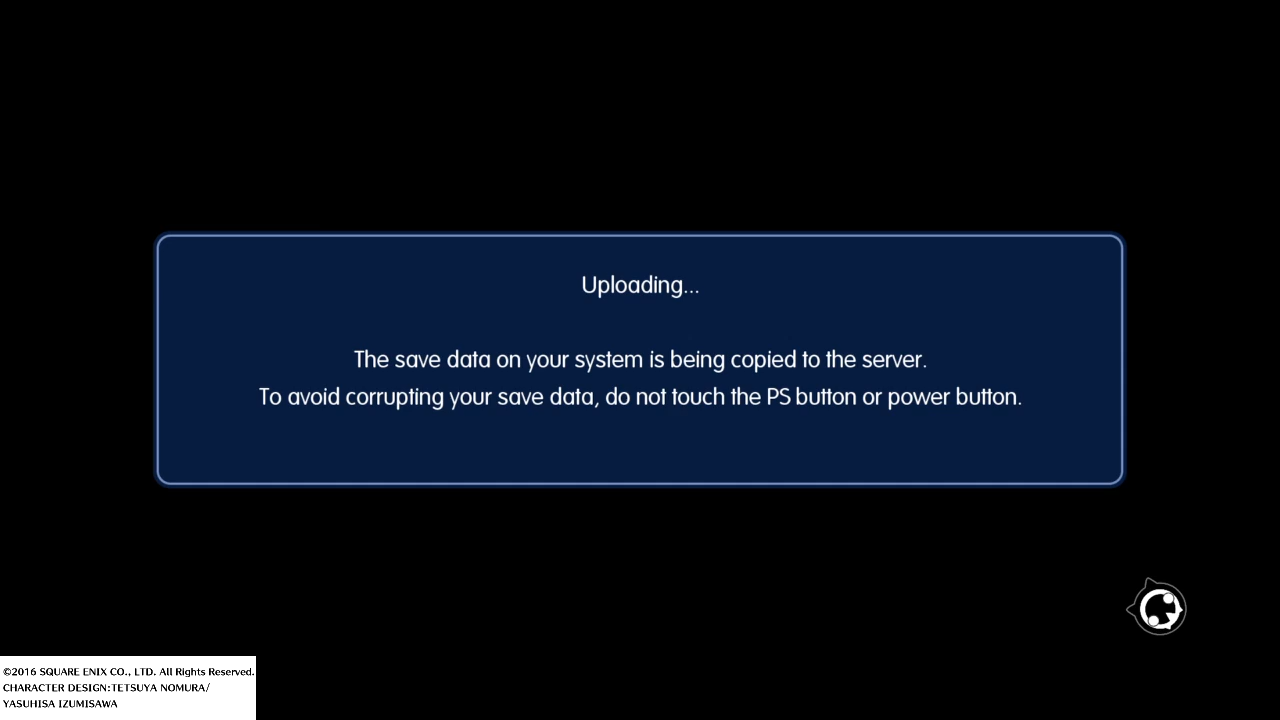 Uploading...
The save data on your system is being copied to the server.
To avoid corrupting your save data, do not touch the PS button or power button.
©2016 SQUARE ENIX CO., LTD. All Rights Reserved.
CHARACTER DESIGN:TETSUYA NOMURA/
YASUHISA IZUMISAWA